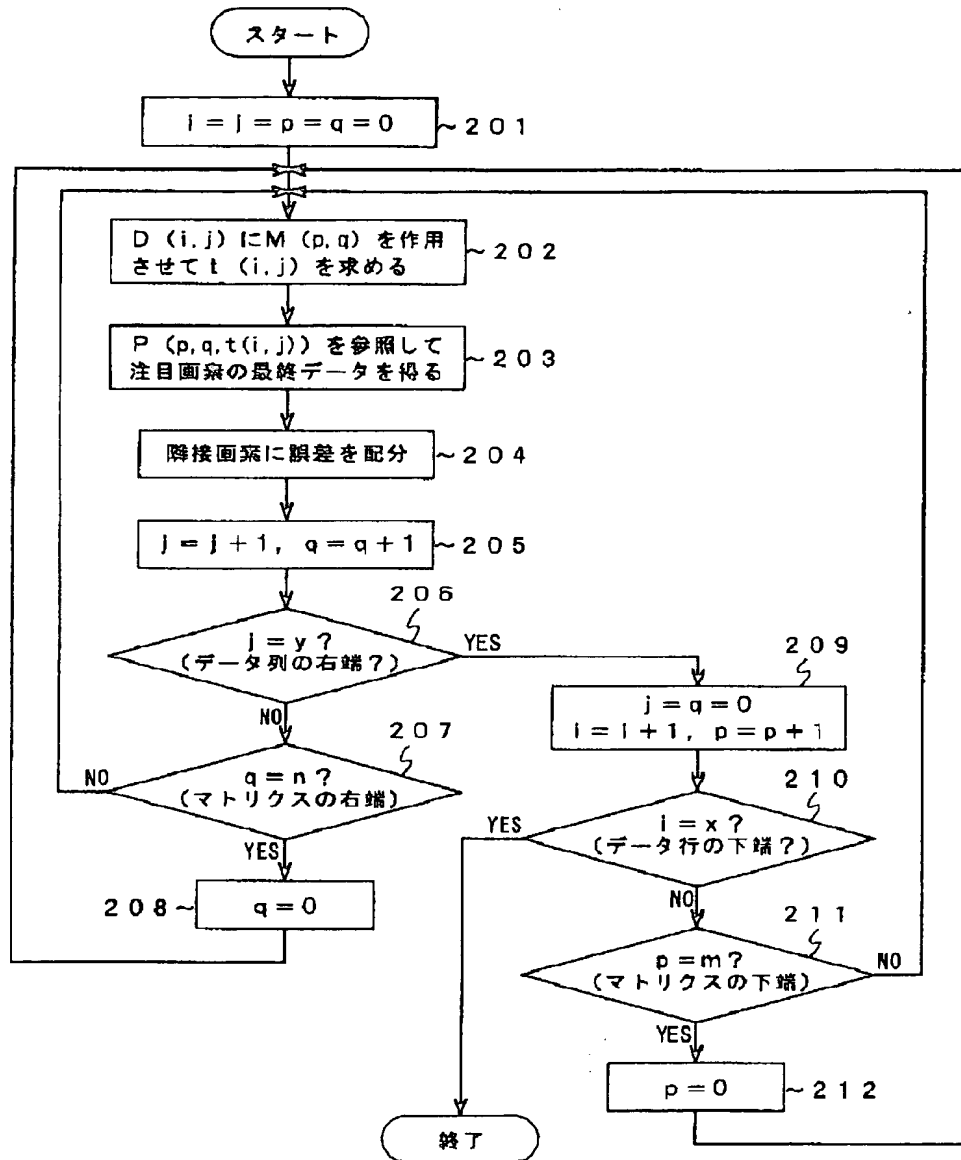 スタート
i = j = p = q = 0 ~201
D (i,j) にM (p,q) を作用
させて t (i,j) を求める ~202
P (p,q,t(i,j)) を参照して
注目画素の最終データを得る ~203
隣接画素に誤差を配分 ~204
j = j + 1, q = q + 1 ~205
206
j = y ?
(データ列の右端?)
YES
NO
207
q = n ?
(マトリクスの右端)
NO
YES
208~ q = 0
209
j = q = 0
i = i + 1, p = p + 1
210
i = x ?
(データ行の下端?)
YES
NO
211
p = m ?
(マトリクスの下端)
NO
YES
p = 0 ~212
終了